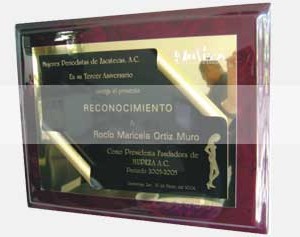 Mujeres Periodistas de Zacatecas, A.C.
En su Tercer Aniversario
otorga el presente
RECONOCIMIENTO
A
Rocío Maricela Ortiz Muro
Como Presidenta Fundadora de
MUPEZA A.C.
Periodo 2003-2005